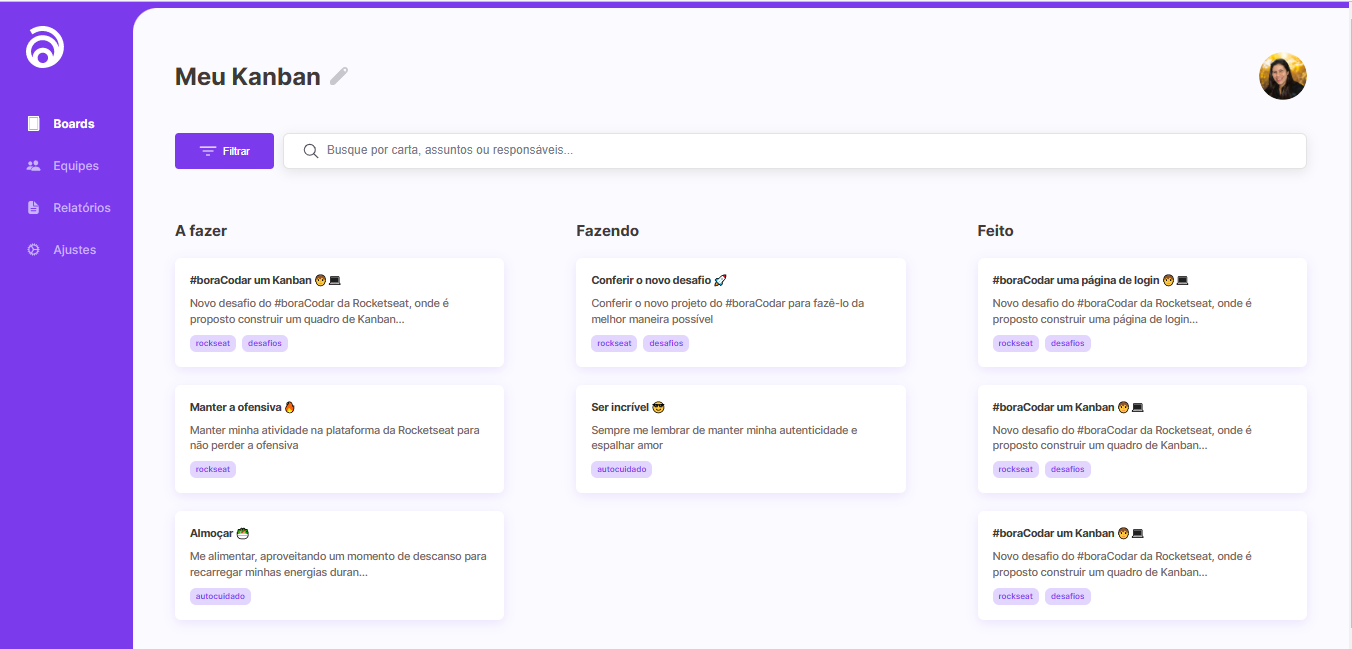 Meu Kanban
Boards
Equipes
Relatórios
Ajustes
Filtrar
Busque por carta, assuntos ou responsáveis...
A fazer
#boraCodar um Kanban 🧑💻
Novo desafio do #boraCodar da Rocketseat, onde é
proposto construir um quadro de Kanban...
rockseat desafios
Manter a ofensiva 🔥
Manter minha atividade na plataforma da Rocketseat para
não perder a ofensiva
rockseat
Almoçar 🥗
Me alimentar, aproveitando um momento de descanso para
recarregar minhas energias duran...
autocuidado
Fazendo
Conferir o novo desafio 🚀
Conferir o novo projeto do #boraCodar para fazê-lo da
melhor maneira possível
rockseat desafios
Ser incrível 😎
Sempre me lembrar de manter minha autenticidade e
espalhar amor
autocuidado
Feito
#boraCodar uma página de login 🧑💻
Novo desafio do #boraCodar da Rocketseat, onde é
proposto construir uma página de login...
rockseat desafios
#boraCodar um Kanban 🧑💻
Novo desafio do #boraCodar da Rocketseat, onde é
proposto construir um quadro de Kanban...
rockseat desafios
#boraCodar um Kanban 🧑💻
Novo desafio do #boraCodar da Rocketseat, onde é
proposto construir um quadro de Kanban...
rockseat desafios